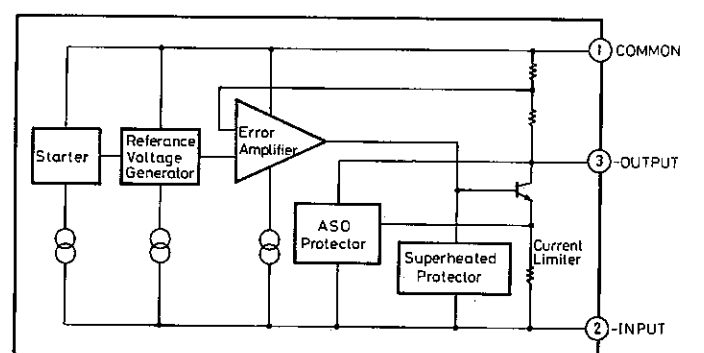 1 COMMON
Starter
Referance
Voltage
Generator
Error
Amplifier
3 -OUTPUT
ASO
Protector
Superheated
Protector
Current
Limiter
2 -INPUT